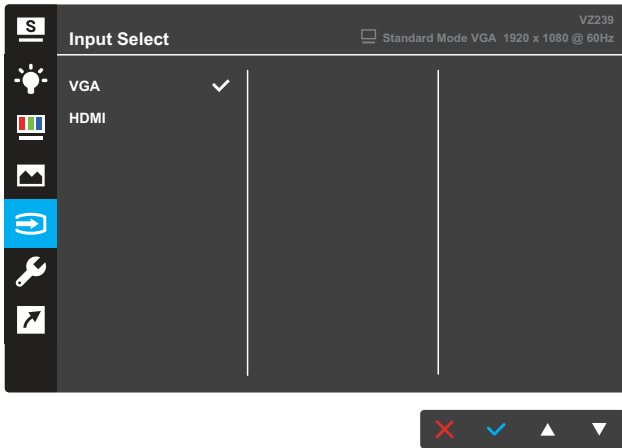 S
VZ239
Input Select
Standard Mode VGA 1920 x 1080 @ 60Hz
VGA
HDMI